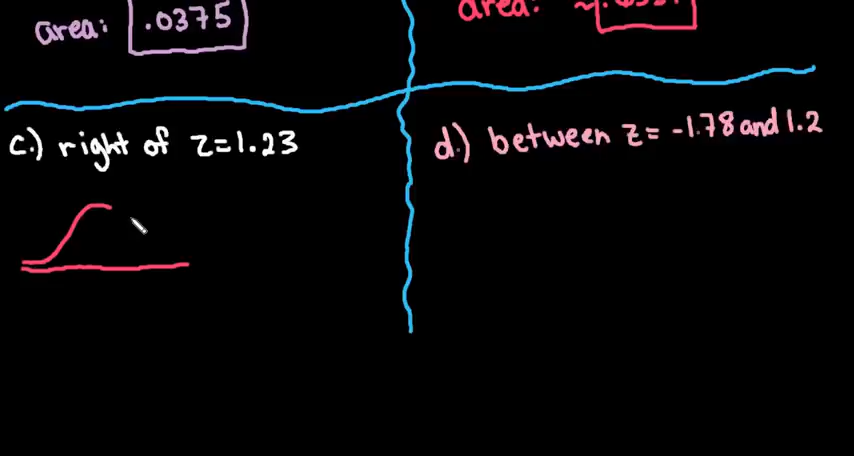 area: .0375
area:
c.) right of z=1.23
d.) between z= -1.78 and 1.2